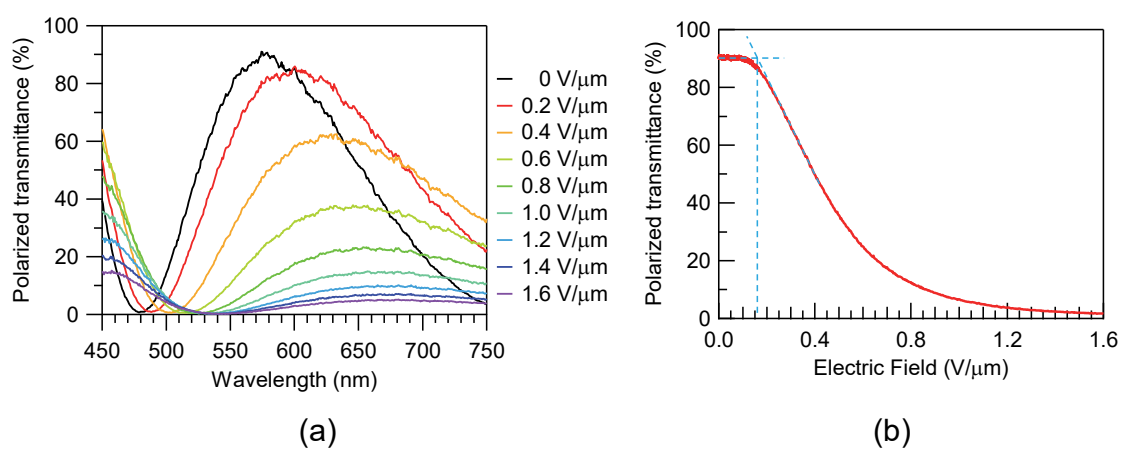 Polarized transmittance (%)
100
80
60
40
20
0
450 500 550 600 650 700 750
Wavelength (nm)
0 V/μm
0.2 V/μm
0.4 V/μm
0.6 V/μm
0.8 V/μm
1.0 V/μm
1.2 V/μm
1.4 V/μm
1.6 V/μm
(a)
Polarized transmittance (%)
100
80
60
90
20
0
0.0 0.4 0.8 1.2 1.6
Electric Field (V/μm)
(b)